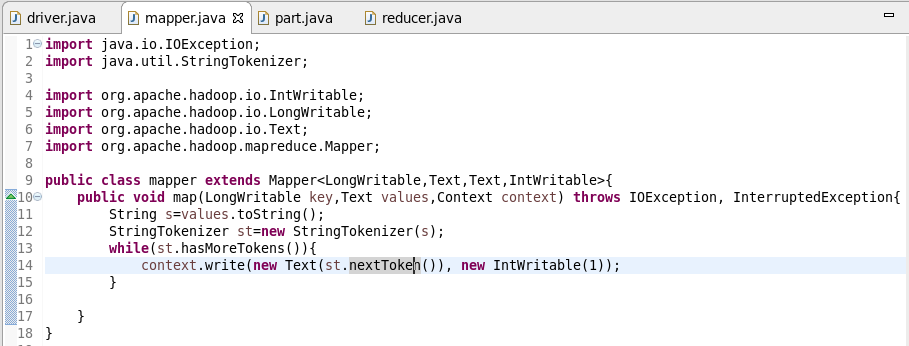 driver.java mapper.java part.java reducer.java
1 import java.io.IOException;
2 import java.util.StringTokenizer;
3
4 import org.apache.hadoop.io.IntWritable;
5 import org.apache.hadoop.io.LongWritable;
6 import org.apache.hadoop.io.Text;
7 import org.apache.hadoop.mapreduce.Mapper;
8
9 public class mapper extends Mapper<LongWritable,Text,Text,IntWritable>{
10 public void map(LongWritable key,Text values,Context context) throws IOException, InterruptedException{
11 String s=values.toString();
12 StringTokenizer st=new StringTokenizer(s);
13 while(st.hasMoreTokens()){
14 context.write(new Text(st.nextToken()), new IntWritable(1));
15 }
16
17 }
18 }